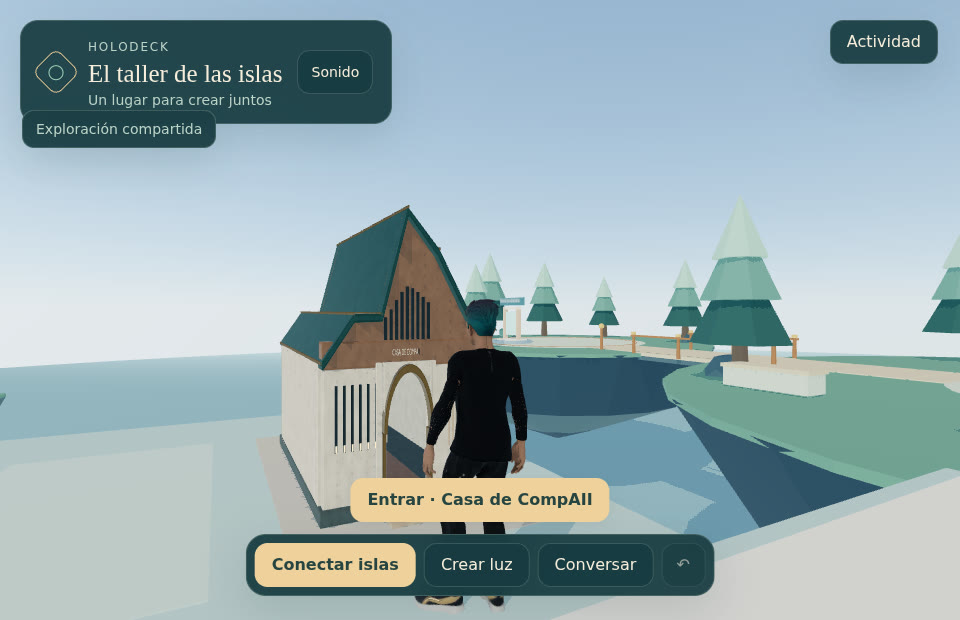 HOLODECK
El taller de las islas
Un lugar para crear juntos
Sonido
Exploración compartida
Actividad
Entrar · Casa de CompAII
Conectar islas
Crear luz
Conversar